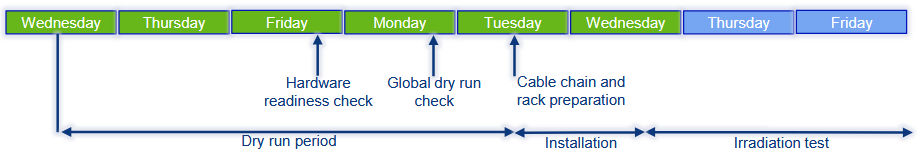 Wednesday Thursday Friday Monday Tuesday Wednesday Thursday Friday
Hardware
readiness check
Global dry run
check
Cable chain and
rack preparation
Dry run period Installation Irradiation test